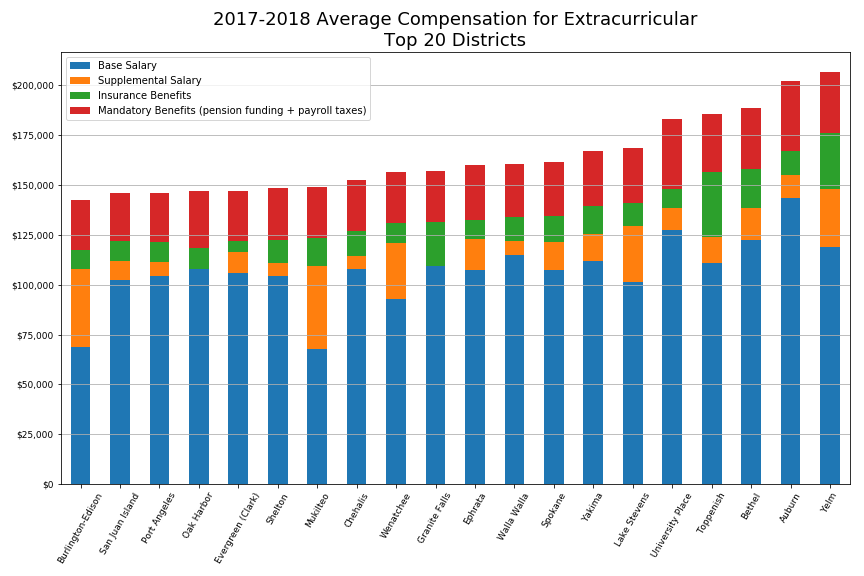 2017-2018 Average Compensation for Extracurricular
Top 20 Districts
Base Salary
Supplemental Salary
Insurance Benefits
Mandatory Benefits (pension funding + payroll taxes)
$200,000
$175,000
$150,000
$125,000
$100,000
$75,000
$50,000
$25,000
$0
Burlington-Edison
San Juan Island
Port Angeles
Oak Harbor
Evergreen (Clark)
Shelton
Mukilteo
Chehalis
Wenatchee
Granite Falls
Ephrata
Walla Walla
Spokane
Yakima
Lake Stevens
University Place
Toppenish
Bethel
Auburn
Yelm